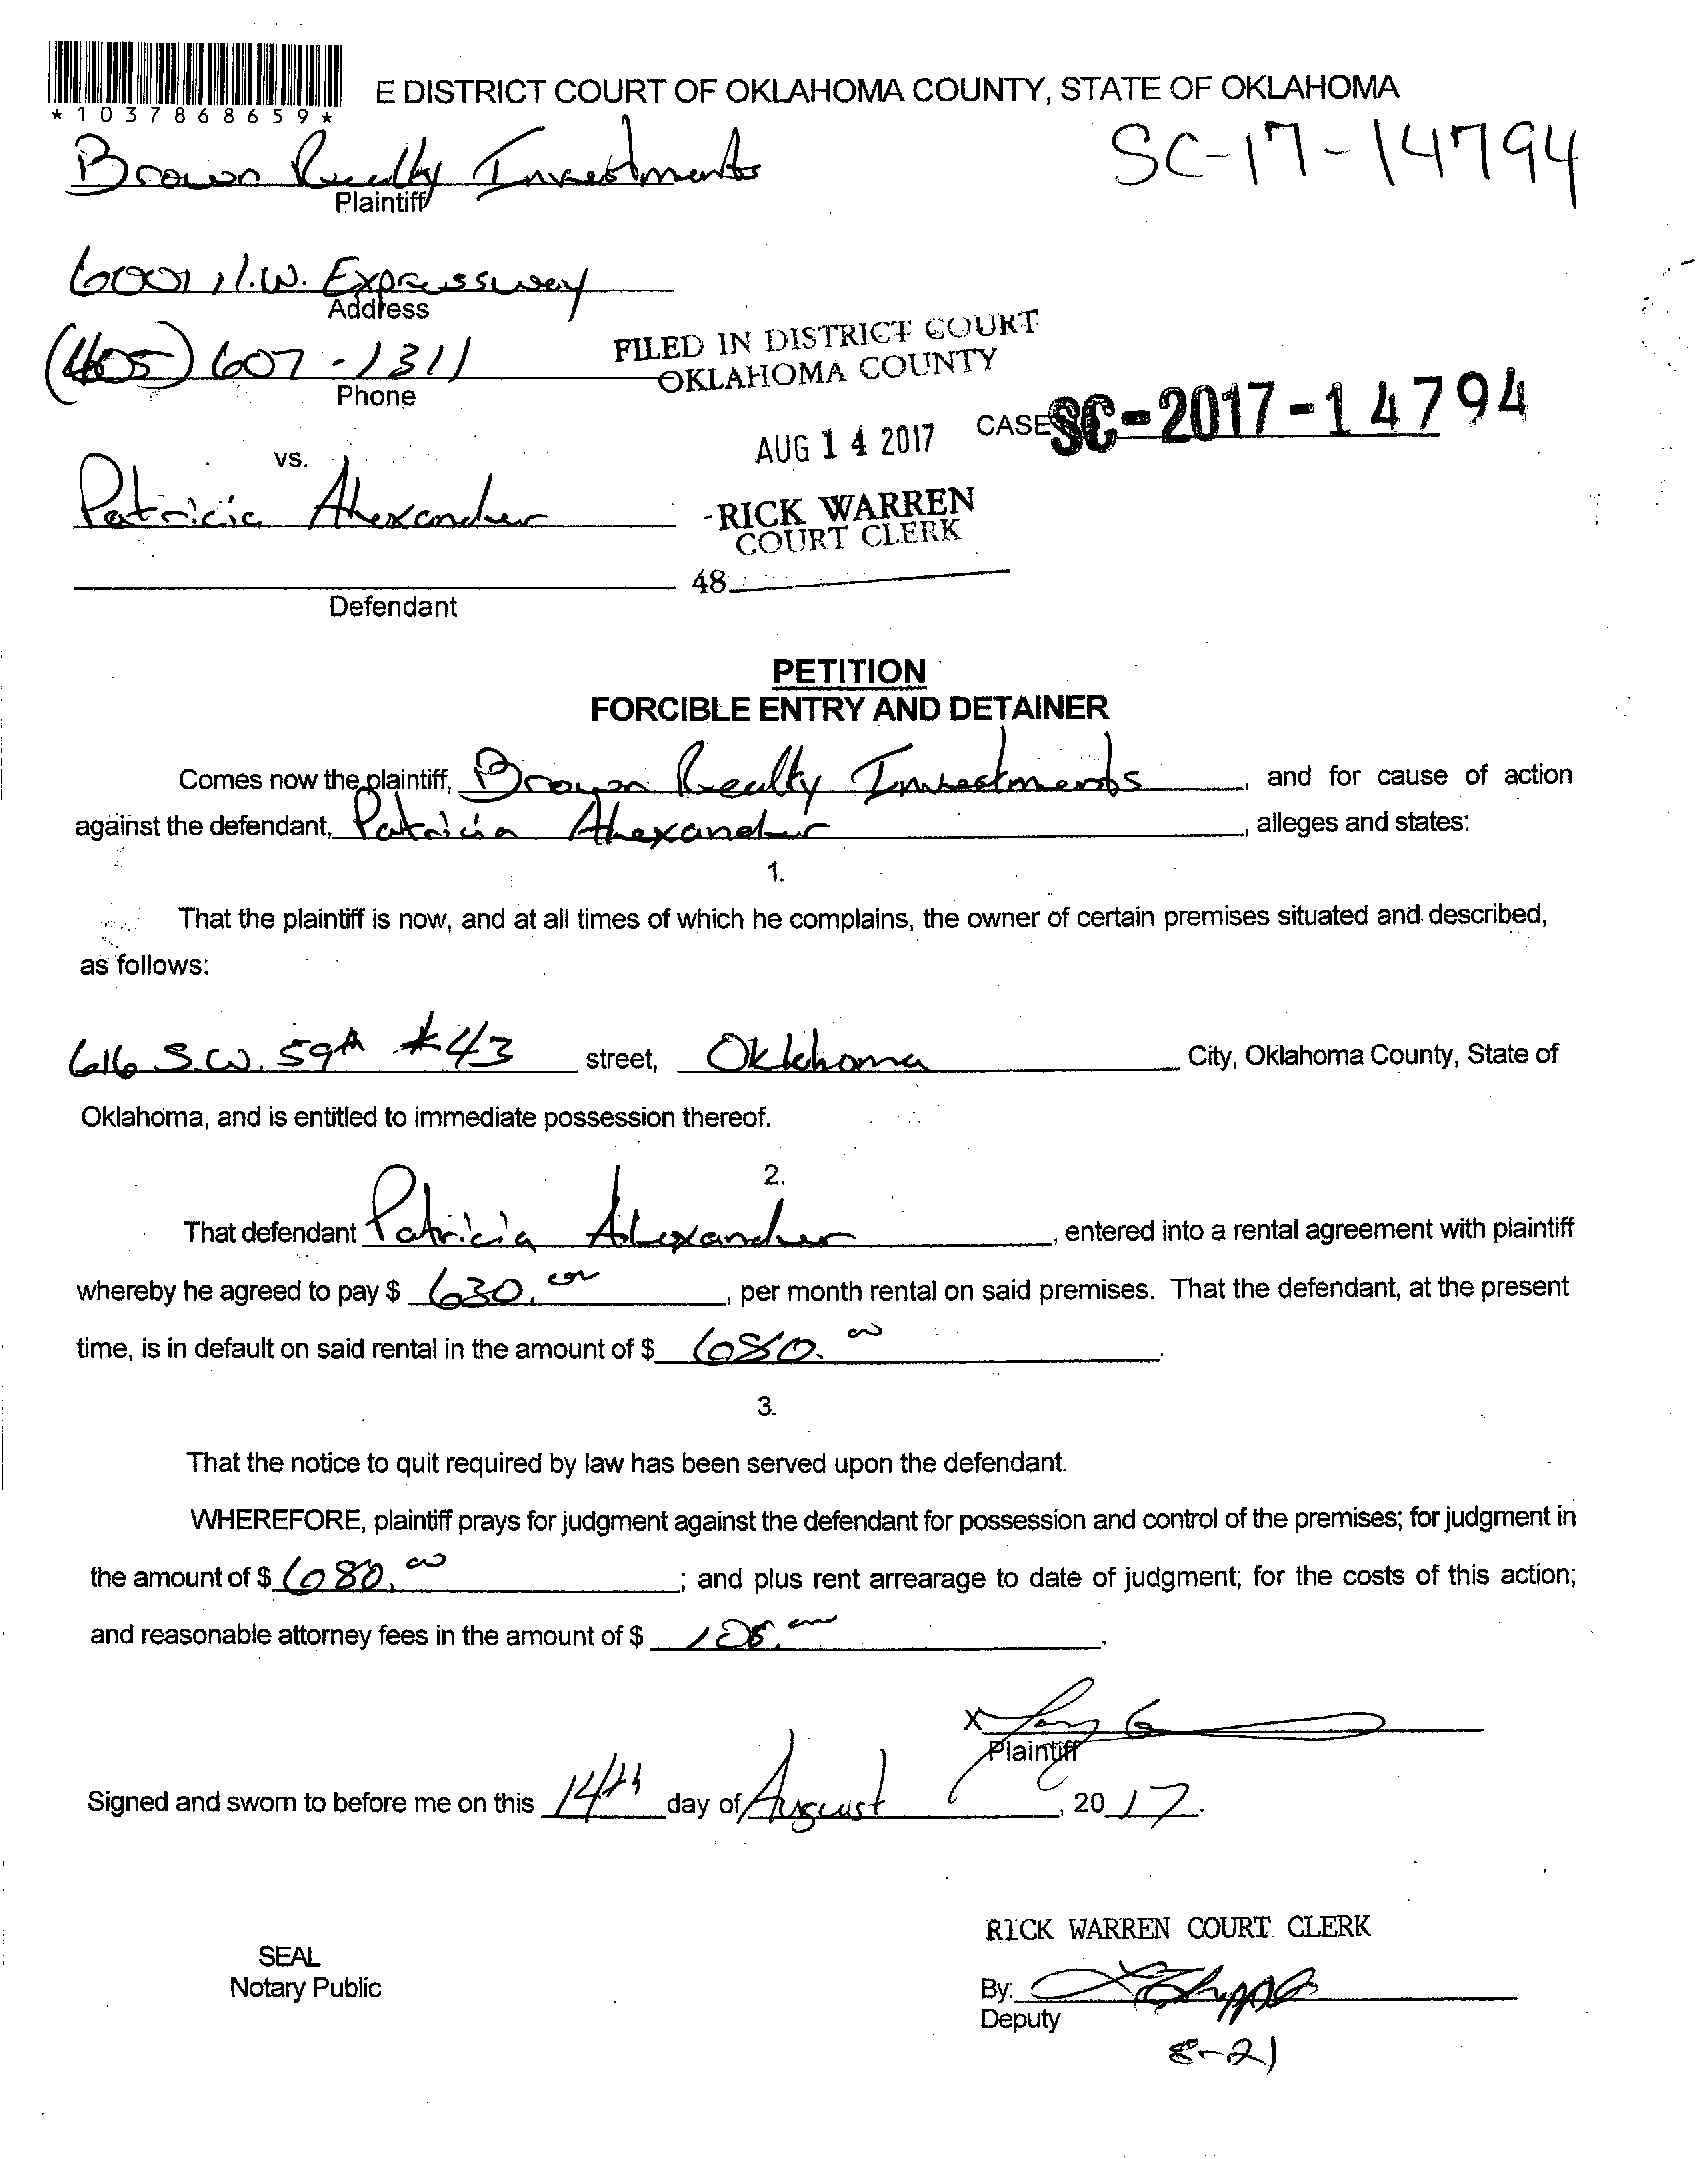 E DISTRICT COURT OF OKLAHOMA COUNTY, STATE OF OKLAHOMA
*1037868659*
Brown Realty Investments
SC-17-14794
Plaintiff
6001 N.W. Expressway
Address
(405) 607-1311
Phone
FILED IN DISTRICT COURT
OKLAHOMA COUNTY
CASE SC-2017-14794
AUG 14 2017
vs.
Patricia Alexander
RICK WARREN
COURT CLERK
48
Defendant
PETITION
FORCIBLE ENTRY AND DETAINER
Comes now the plaintiff, Brown Realty Investments, and for cause of action
against the defendant, Patricia Alexander, alleges and states:
1.
That the plaintiff is now, and at all times of which he complains, the owner of certain premises situated and described,
as follows:
616 S.W. 59th #43 street, Oklahoma City, Oklahoma County, State of
Oklahoma, and is entitled to immediate possession thereof.
2.
That defendant Patricia Alexander, entered into a rental agreement with plaintiff
whereby he agreed to pay $ 630.00, per month rental on said premises. That the defendant, at the present
time, is in default on said rental in the amount of $ 680.00.
3.
That the notice to quit required by law has been served upon the defendant.
WHEREFORE, plaintiff prays for judgment against the defendant for possession and control of the premises; for judgment in
the amount of $ 680.00; and plus rent arrearage to date of judgment; for the costs of this action;
and reasonable attorney fees in the amount of $
X
Plaintiff
Signed and sworn to before me on this 14th day of August, 2017.
RICK WARREN COURT CLERK
SEAL
Notary Public
By:
Deputy
8-21